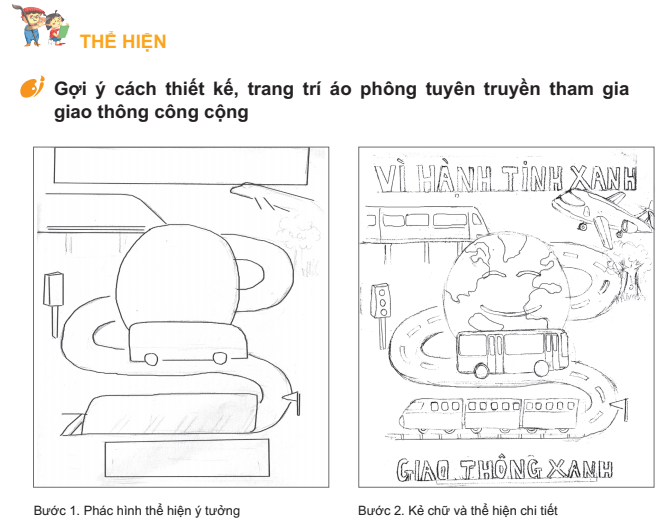 THỂ HIỆN
Gợi ý cách thiết kế, trang trí áo phông tuyên truyền tham gia
giao thông công cộng
VÌ HÀNH TINH XANH
GIAO THÔNG XANH
Bước 1. Phác hình thể hiện ý tưởng
Bước 2. Kẻ chữ và thể hiện chi tiết